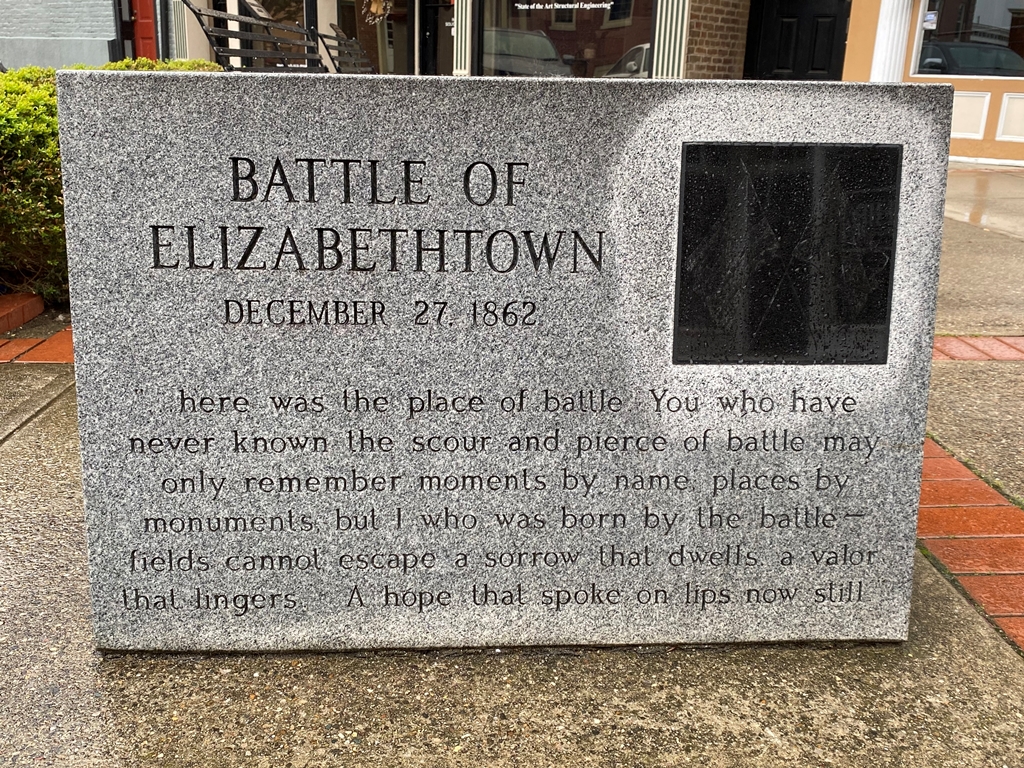 "State of the Art Structural Engineering"
BATTLE OF
ELIZABETHTOWN
DECEMBER 27, 1862
"...here was the place of battle. You who have
never known the scour and pierce of battle may
only remember moments by name, places by
monuments, but I who was born by the battle-
fields cannot escape a sorrow that dwells, a valor
that lingers... A hope that spoke on lips now still."